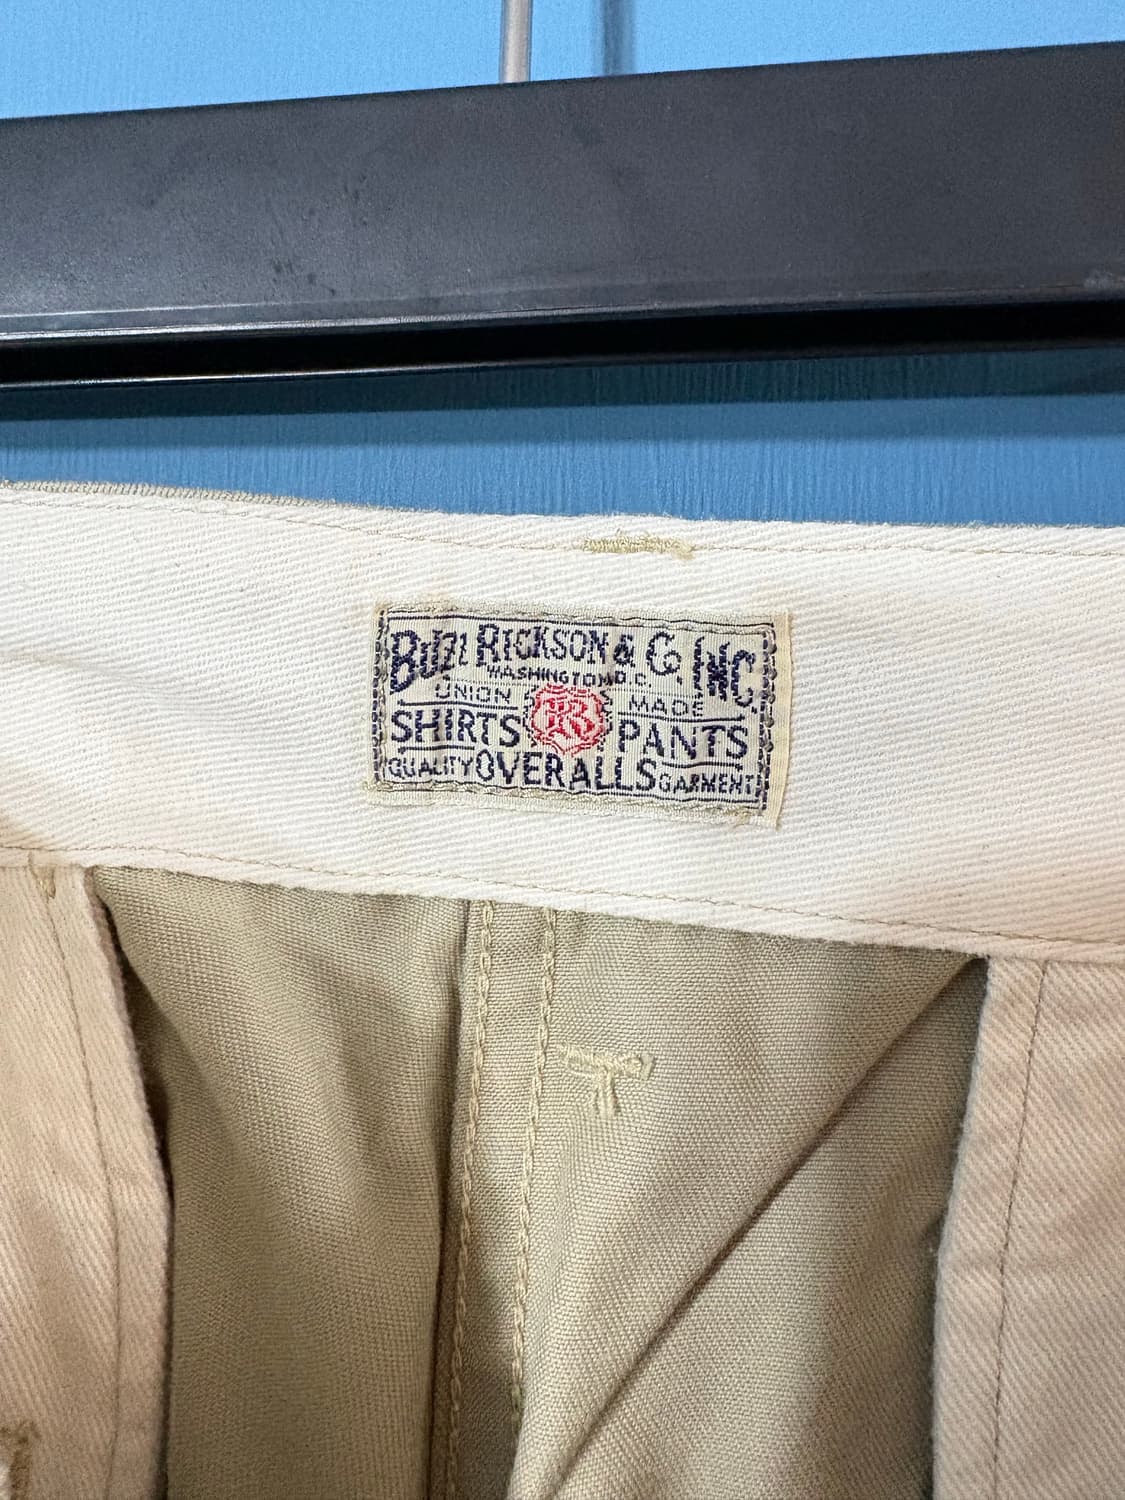 BUZZ RICKSON & Co. INC.
WASHINGTON D.C.
UNION MADE
SHIRTS R PANTS
QUALITY OVERALLS GARMENT